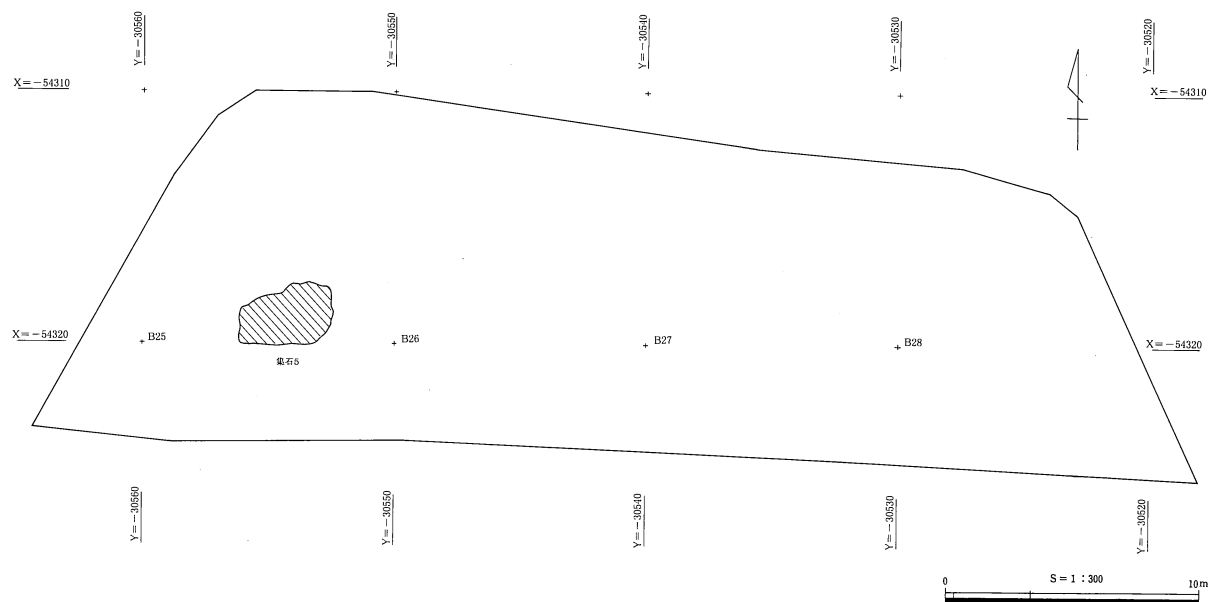 Y=−30560
Y=−30550
Y=−30540
Y=−30530
Y=−30520
X=−54310
X=−54310
X=−54320
B25
B26
B27
B28
X=−54320
集石5
Y=−30560
Y=−30550
Y=−30540
Y=−30530
Y=−30520
S=1:300
0
10m